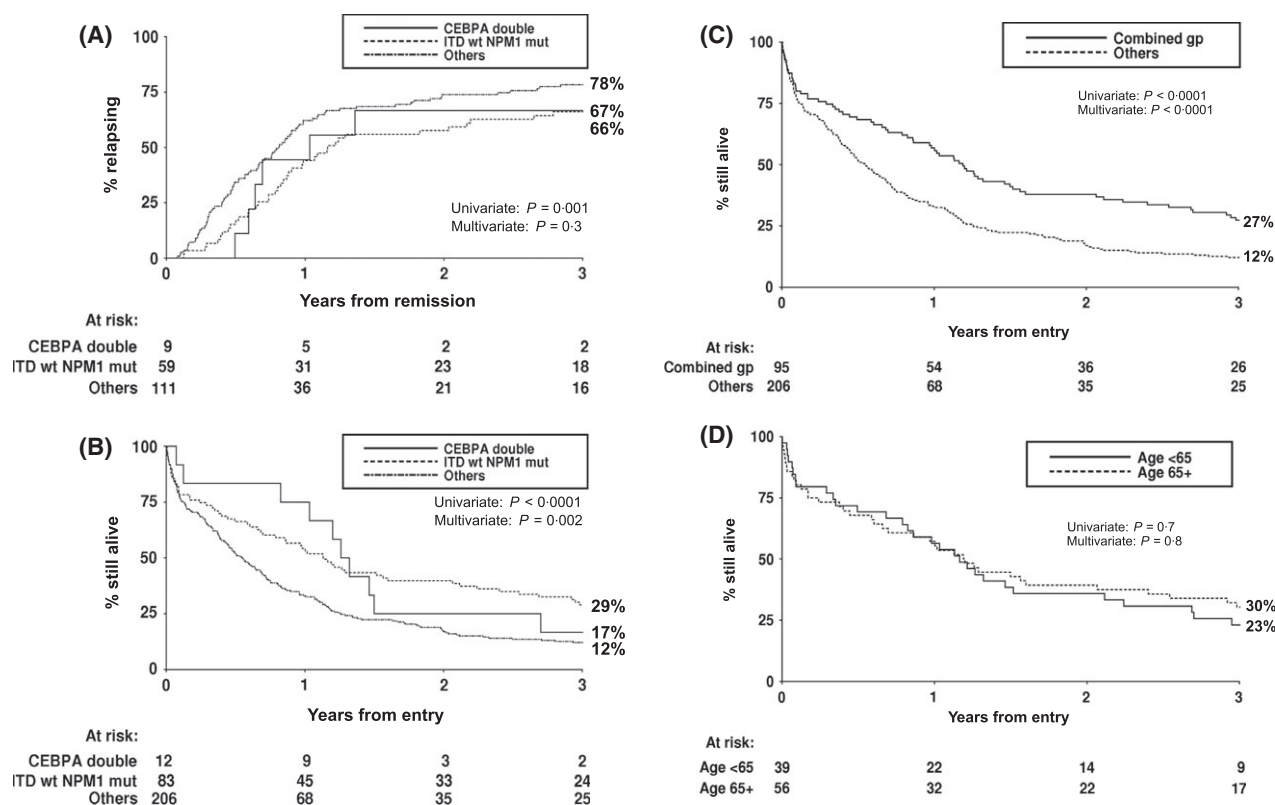 (A)
CEBPA double
ITD wt NPM1 mut
Others
100
75
50
25
0
% relapsing
78%
67%
66%
Univariate: P = 0·001
Multivariate: P = 0·3
0 1 2 3
Years from remission
At risk:
CEBPA double 9 5 2 2
ITD wt NPM1 mut 59 31 23 18
Others 111 36 21 16
(B)
CEBPA double
ITD wt NPM1 mut
Others
100
75
50
25
0
% still alive
Univariate: P < 0·0001
Multivariate: P = 0·002
29%
17%
12%
0 1 2 3
Years from entry
At risk:
CEBPA double 12 9 3 2
ITD wt NPM1 mut 83 45 33 24
Others 206 68 35 25
(C)
Combined gp
Others
100
75
50
25
0
% still alive
Univariate: P < 0·0001
Multivariate: P < 0·0001
27%
12%
0 1 2 3
Years from entry
At risk:
Combined gp 95 54 36 26
Others 206 68 35 25
(D)
Age <65
Age 65+
100
75
50
25
0
% still alive
Univariate: P = 0·7
Multivariate: P = 0·8
30%
23%
0 1 2 3
Years from entry
At risk:
Age <65 39 22 14 9
Age 65+ 56 32 22 17